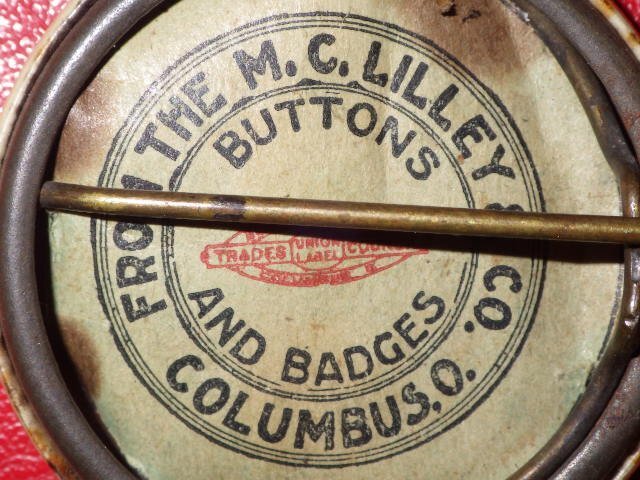 FROM THE M. C. LILLEY & CO.
COLUMBUS, O.
BUTTONS
AND BADGES
TRADES UNION LABEL COUNCIL